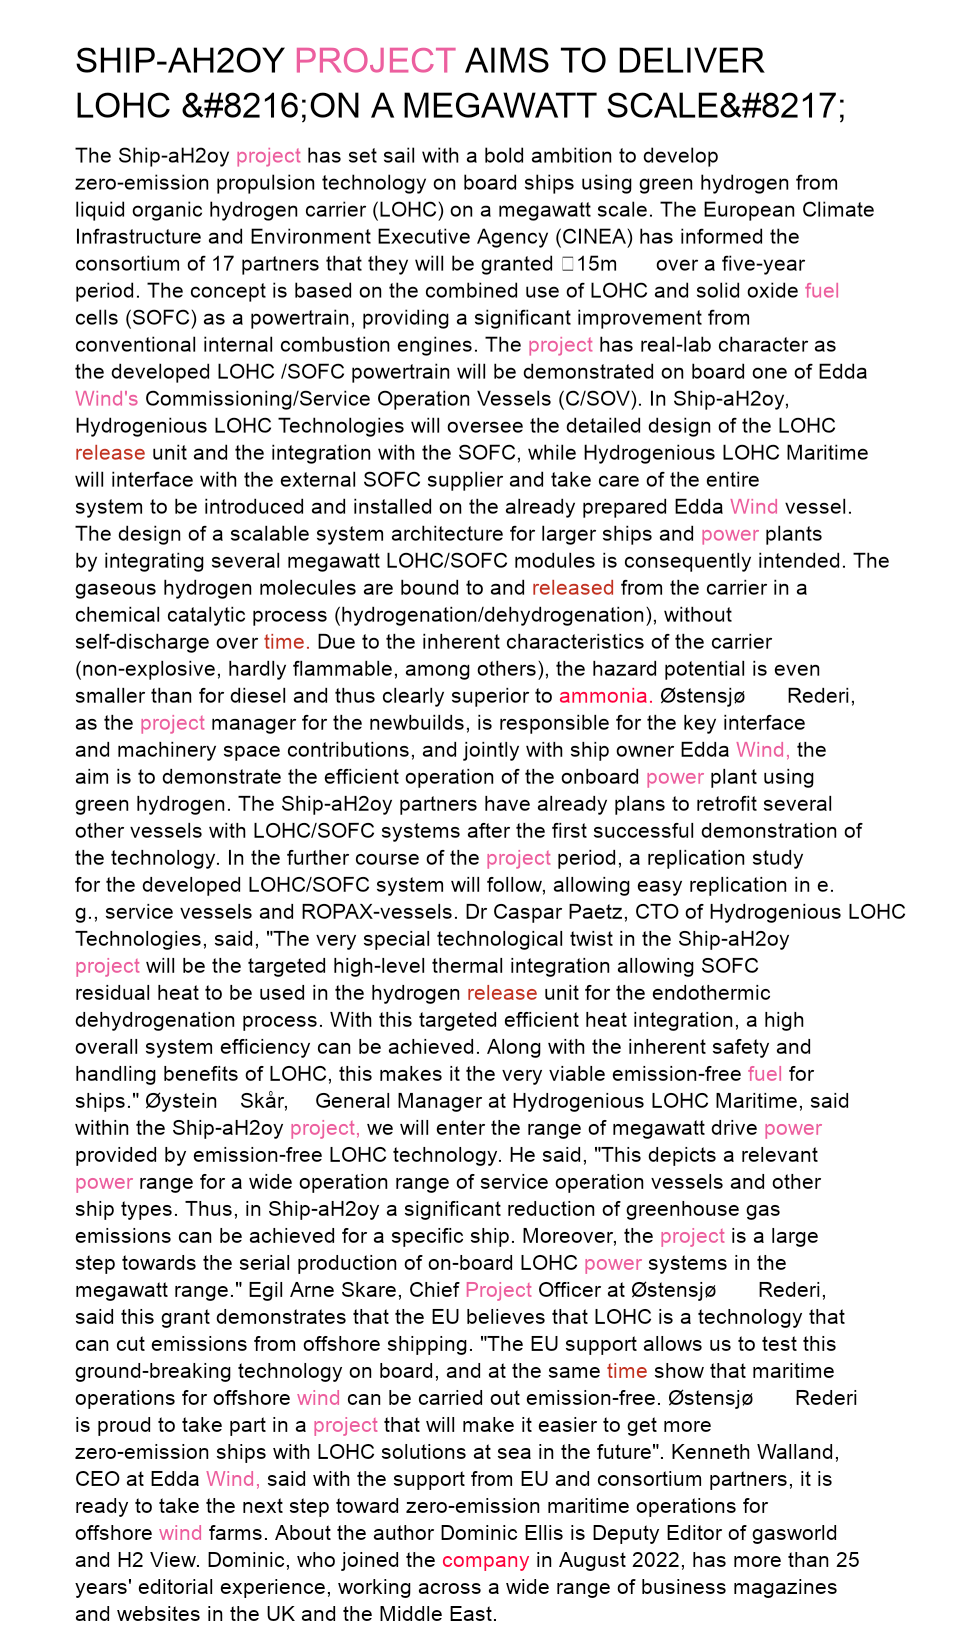 SHIP-AH2OY PROJECT AIMS TO DELIVER
LOHC &#8216;ON A MEGAWATT SCALE&#8217;
The Ship-aH2oy project has set sail with a bold ambition to develop
zero-emission propulsion technology on board ships using green hydrogen from
liquid organic hydrogen carrier (LOHC) on a megawatt scale. The European Climate
Infrastructure and Environment Executive Agency (CINEA) has informed the
consortium of 17 partners that they will be granted 15m over a five-year
period. The concept is based on the combined use of LOHC and solid oxide fuel
cells (SOFC) as a powertrain, providing a significant improvement from
conventional internal combustion engines. The project has real-lab character as
the developed LOHC /SOFC powertrain will be demonstrated on board one of Edda
Wind's Commissioning/Service Operation Vessels (C/SOV). In Ship-aH2oy,
Hydrogenious LOHC Technologies will oversee the detailed design of the LOHC
release unit and the integration with the SOFC, while Hydrogenious LOHC Maritime
will interface with the external SOFC supplier and take care of the entire
system to be introduced and installed on the already prepared Edda Wind vessel.
The design of a scalable system architecture for larger ships and power plants
by integrating several megawatt LOHC/SOFC modules is consequently intended. The
gaseous hydrogen molecules are bound to and released from the carrier in a
chemical catalytic process (hydrogenation/dehydrogenation), without
self-discharge over time. Due to the inherent characteristics of the carrier
(non-explosive, hardly flammable, among others), the hazard potential is even
smaller than for diesel and thus clearly superior to ammonia. Østensjø Rederi,
as the project manager for the newbuilds, is responsible for the key interface
and machinery space contributions, and jointly with ship owner Edda Wind, the
aim is to demonstrate the efficient operation of the onboard power plant using
green hydrogen. The Ship-aH2oy partners have already plans to retrofit several
other vessels with LOHC/SOFC systems after the first successful demonstration of
the technology. In the further course of the project period, a replication study
for the developed LOHC/SOFC system will follow, allowing easy replication in e.
g., service vessels and ROPAX-vessels. Dr Caspar Paetz, CTO of Hydrogenious LOHC
Technologies, said, "The very special technological twist in the Ship-aH2oy
project will be the targeted high-level thermal integration allowing SOFC
residual heat to be used in the hydrogen release unit for the endothermic
dehydrogenation process. With this targeted efficient heat integration, a high
overall system efficiency can be achieved. Along with the inherent safety and
handling benefits of LOHC, this makes it the very viable emission-free fuel for
ships." Øystein Skår, General Manager at Hydrogenious LOHC Maritime, said
within the Ship-aH2oy project, we will enter the range of megawatt drive power
provided by emission-free LOHC technology. He said, "This depicts a relevant
power range for a wide operation range of service operation vessels and other
ship types. Thus, in Ship-aH2oy a significant reduction of greenhouse gas
emissions can be achieved for a specific ship. Moreover, the project is a large
step towards the serial production of on-board LOHC power systems in the
megawatt range." Egil Arne Skare, Chief Project Officer at Østensjø Rederi,
said this grant demonstrates that the EU believes that LOHC is a technology that
can cut emissions from offshore shipping. "The EU support allows us to test this
ground-breaking technology on board, and at the same time show that maritime
operations for offshore wind can be carried out emission-free. Østensjø Rederi
is proud to take part in a project that will make it easier to get more
zero-emission ships with LOHC solutions at sea in the future". Kenneth Walland,
CEO at Edda Wind, said with the support from EU and consortium partners, it is
ready to take the next step toward zero-emission maritime operations for
offshore wind farms. About the author Dominic Ellis is Deputy Editor of gasworld
and H2 View. Dominic, who joined the company in August 2022, has more than 25
years' editorial experience, working across a wide range of business magazines
and websites in the UK and the Middle East.